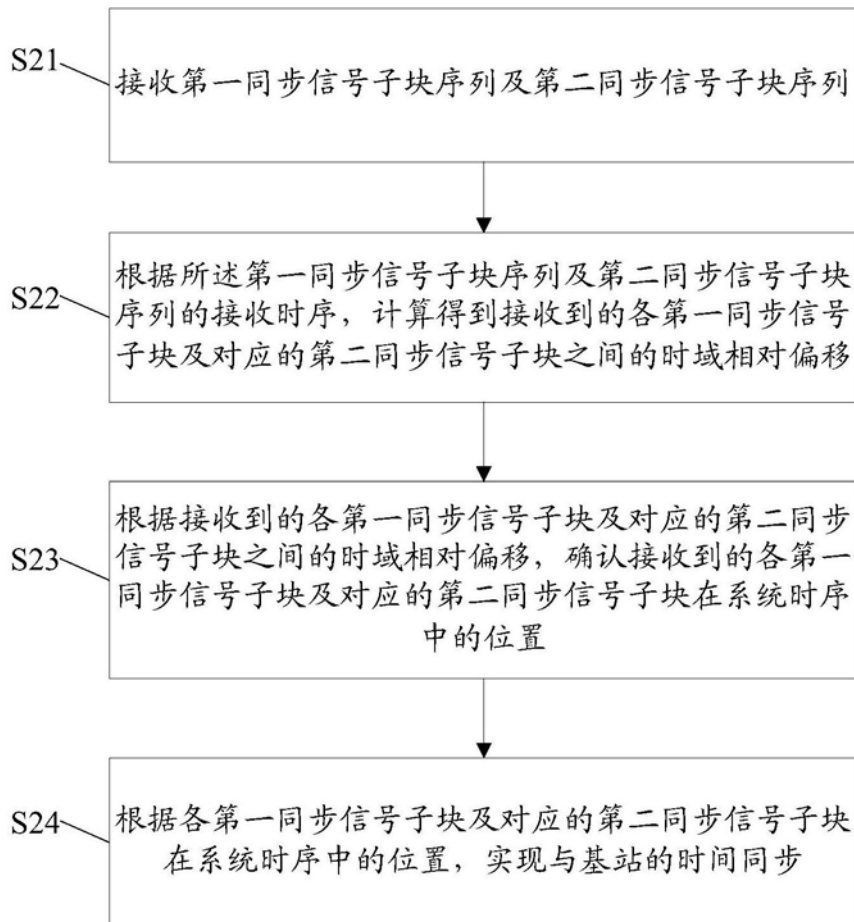 S21
接收第一同步信号子块序列及第二同步信号子块序列
S22
根据所述第一同步信号子块序列及第二同步信号子块
序列的接收时序，计算得到接收到的各第一同步信号
子块及对应的第二同步信号子块之间的时域相对偏移
S23
根据接收到的各第一同步信号子块及对应的第二同步
信号子块之间的时域相对偏移，确认接收到的各第一
同步信号子块及对应的第二同步信号子块在系统时序
中的位置
S24
根据各第一同步信号子块及对应的第二同步信号子块
在系统时序中的位置，实现与基站的时间同步